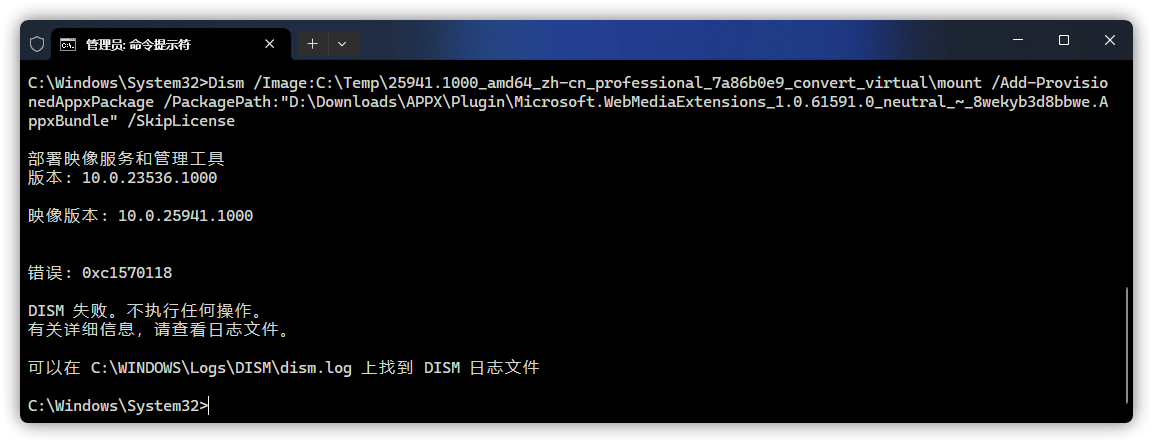 管理员: 命令提示符
C:\Windows\System32>Dism /Image:C:\Temp\25941.1000_amd64_zh-cn_professional_7a86b0e9_convert_virtual\mount /Add-Provisio
nedAppxPackage /PackagePath:"D:\Downloads\APPX\Plugin\Microsoft.WebMediaExtensions_1.0.61591.0_neutral_~_8wekyb3d8bbwe.A
ppxBundle" /SkipLicense
部署映像服务和管理工具
版本: 10.0.23536.1000
映像版本: 10.0.25941.1000
错误: 0xc1570118
DISM 失败。不执行任何操作。
有关详细信息，请查看日志文件。
可以在 C:\WINDOWS\Logs\DISM\dism.log 上找到 DISM 日志文件
C:\Windows\System32>